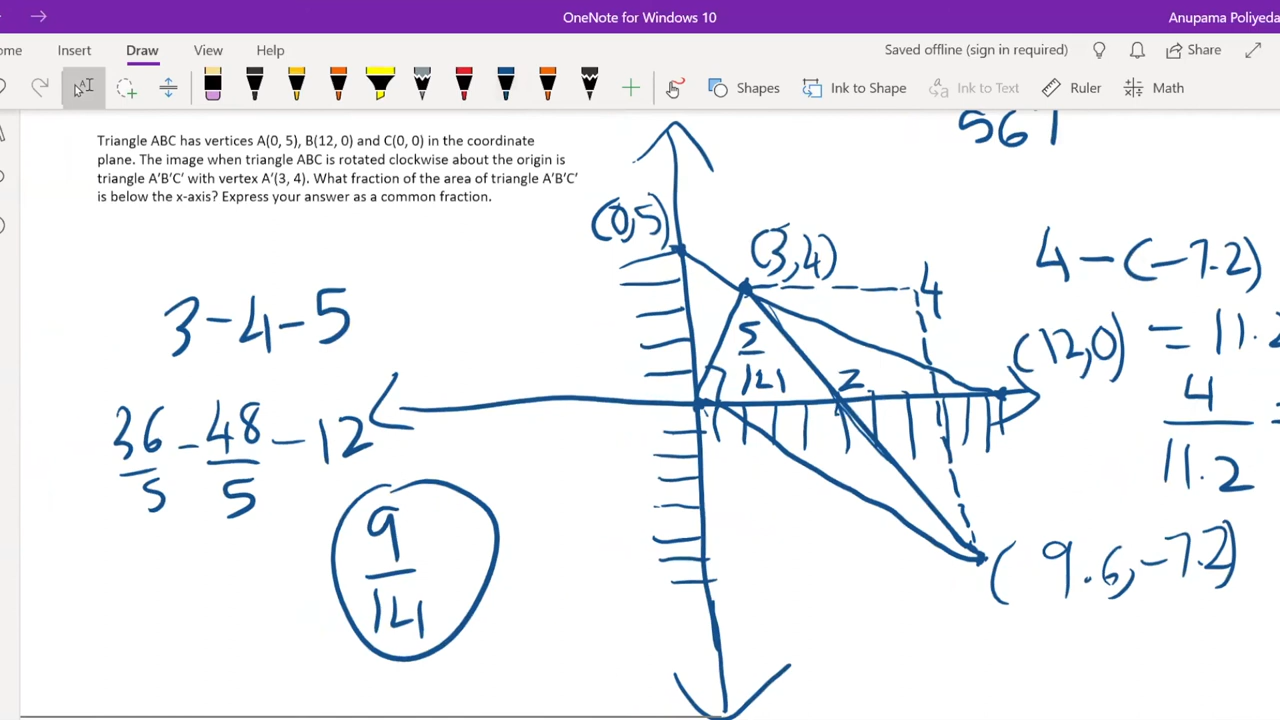 OneNote for Windows 10
Anupama Poliyeda
ome Insert Draw View Help
Saved offline (sign in required)
Share
Shapes
Ink to Shape
Ink to Text
Ruler
Math
567
Triangle ABC has vertices A(0, 5), B(12, 0) and C(0, 0) in the coordinate
plane. The image when triangle ABC is rotated clockwise about the origin is
triangle A'B'C' with vertex A'(3, 4). What fraction of the area of triangle A'B'C'
is below the x-axis? Express your answer as a common fraction.
(0,5)
(3,4)
4
4-(-7.2)
= 11.2
(12,0)
3-4-5
5/14
4/11.2
36/5 - 48/5 - 12
9/14
(9.6,-7.2)